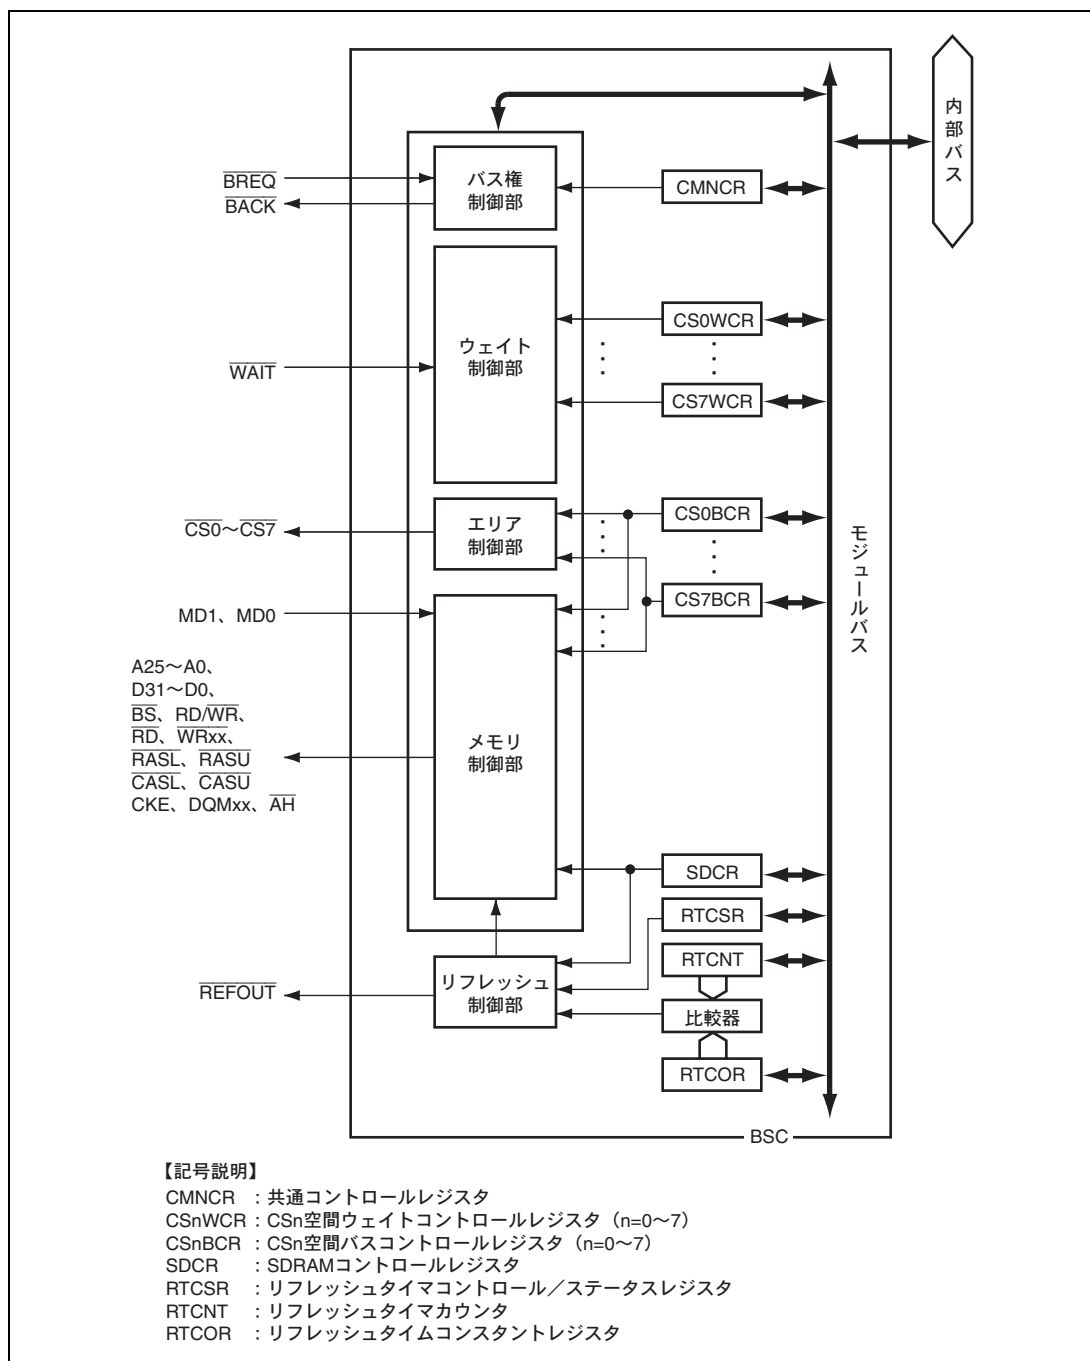 内部バス
BREQ
BACK
バス権
制御部
CMNCR
CS0WCR
WAIT
ウェイト
制御部
CS7WCR
CS0〜CS7
エリア
制御部
CS0BCR
CS7BCR
モジュールバス
MD1、MD0
A25〜A0、
D31〜D0、
BS、RD/WR、
RD、WRxx、
RASL、RASU
CASL、CASU
CKE、DQMxx、AH
メモリ
制御部
SDCR
RTCSR
RTCNT
REFOUT
リフレッシュ
制御部
比較器
RTCOR
BSC
【記号説明】
CMNCR :共通コントロールレジスタ
CSnWCR :CSn空間ウェイトコントロールレジスタ(n=0〜7)
CSnBCR :CSn空間バスコントロールレジスタ(n=0〜7)
SDCR :SDRAMコントロールレジスタ
RTCSR :リフレッシュタイマコントロール/ステータスレジスタ
RTCNT :リフレッシュタイマカウンタ
RTCOR :リフレッシュタイムコンスタントレジスタ